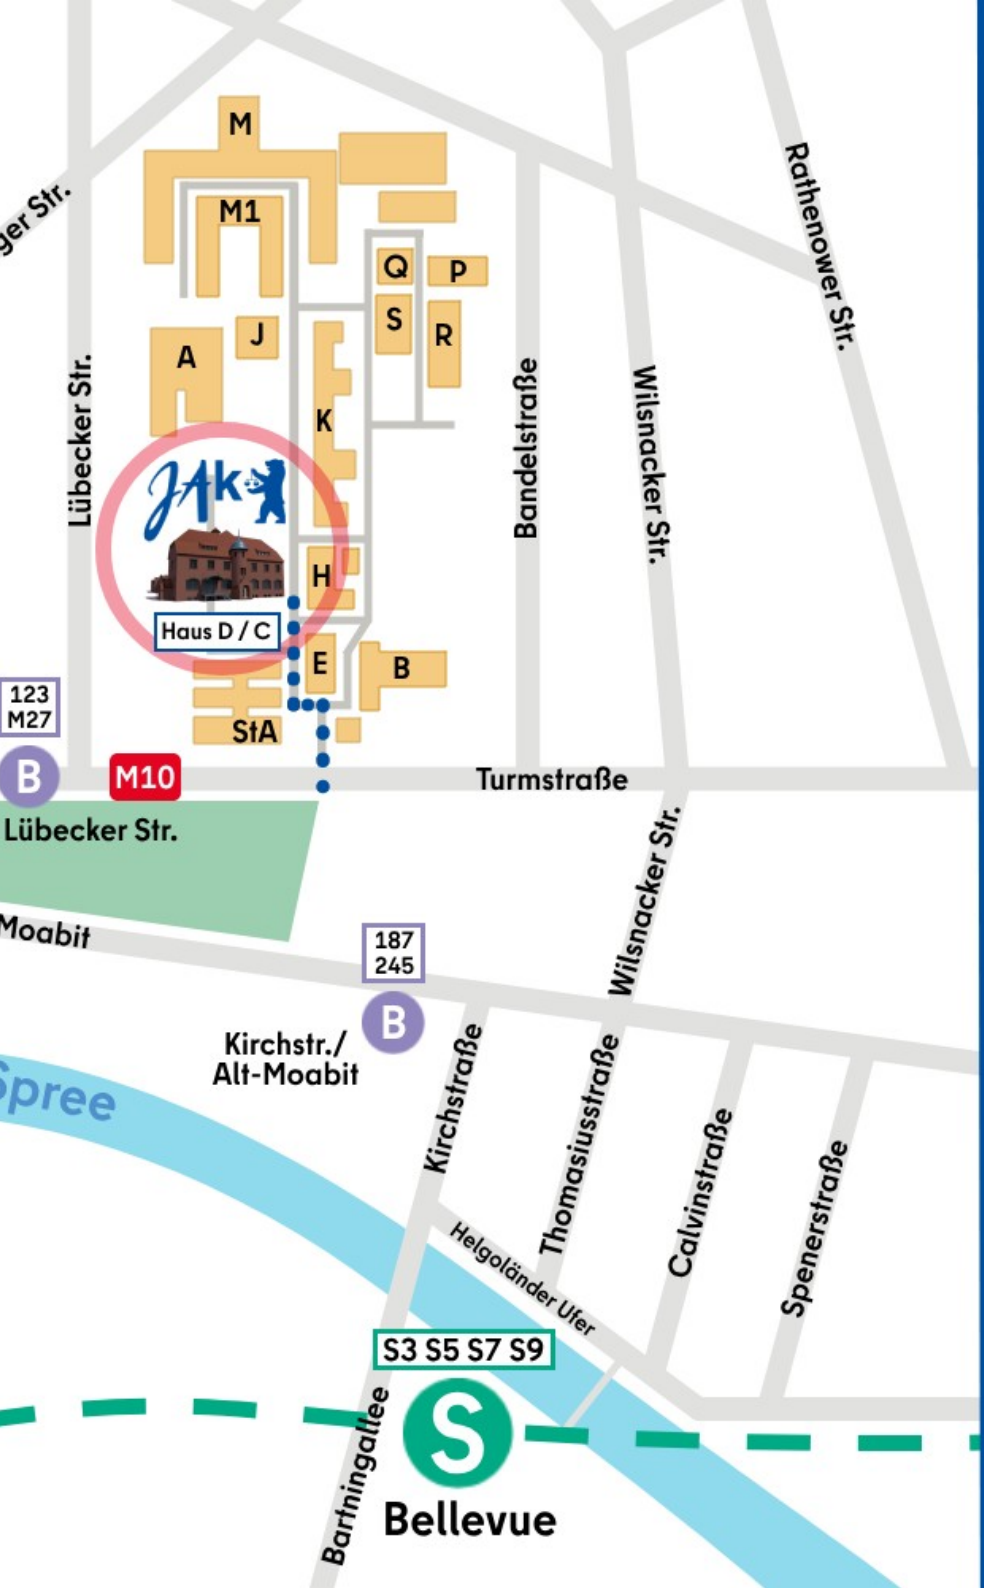 M
M1
ger Str.
Rathenower Str.
Q
P
S
R
J
A
K
Lübecker Str.
Bandelstraße
Wilsnacker Str.
JAk
H
Haus D / C
E
B
123
M27
StA
B
M10
Turmstraße
Lübecker Str.
Wilsnacker Str.
Moabit
187
245
B
Kirchstr./
Alt-Moabit
Kirchstraße
Thomasiusstraße
Calvinstraße
Spenerstraße
Spree
Helgoländer Ufer
S3 S5 S7 S9
S
Bartningallee
Bellevue